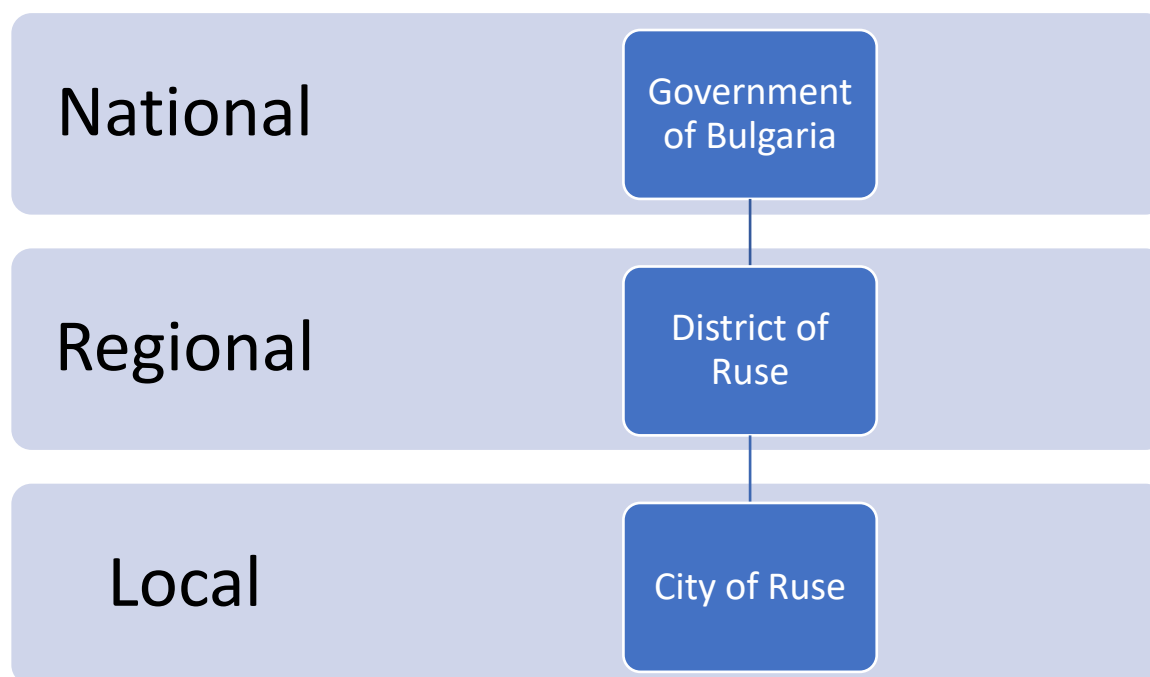 National
Government
of Bulgaria
Regional
District of
Ruse
Local
City of Ruse